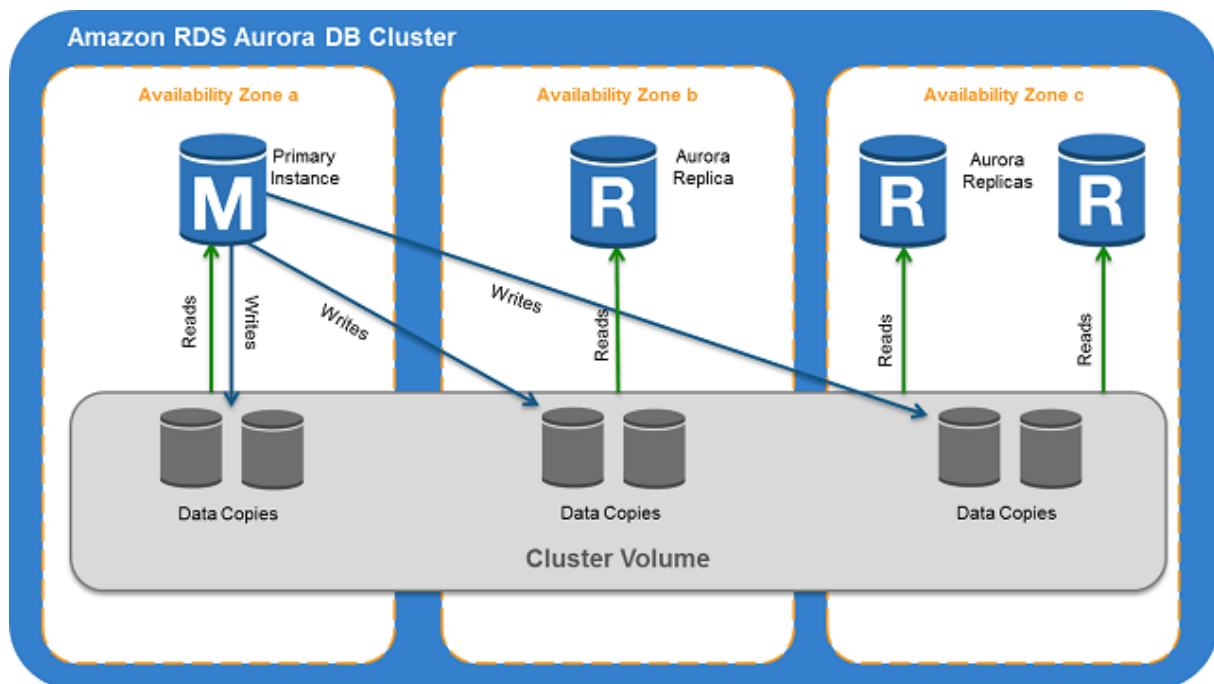 Amazon RDS Aurora DB Cluster
Availability Zone a
Availability Zone b
Availability Zone c
M
Primary
Instance
R
Aurora
Replica
R
Aurora
Replicas
R
Reads
Writes
Writes
Writes
Reads
Reads
Reads
Data Copies
Data Copies
Data Copies
Cluster Volume